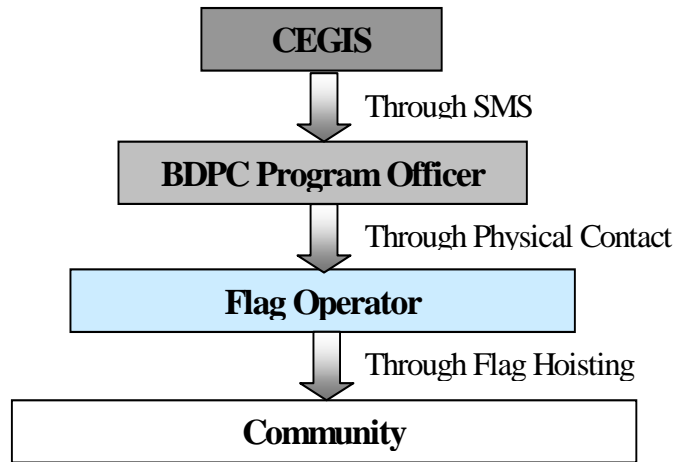 CEGIS
Through SMS
BDPC Program Officer
Through Physical Contact
Flag Operator
Through Flag Hoisting
Community